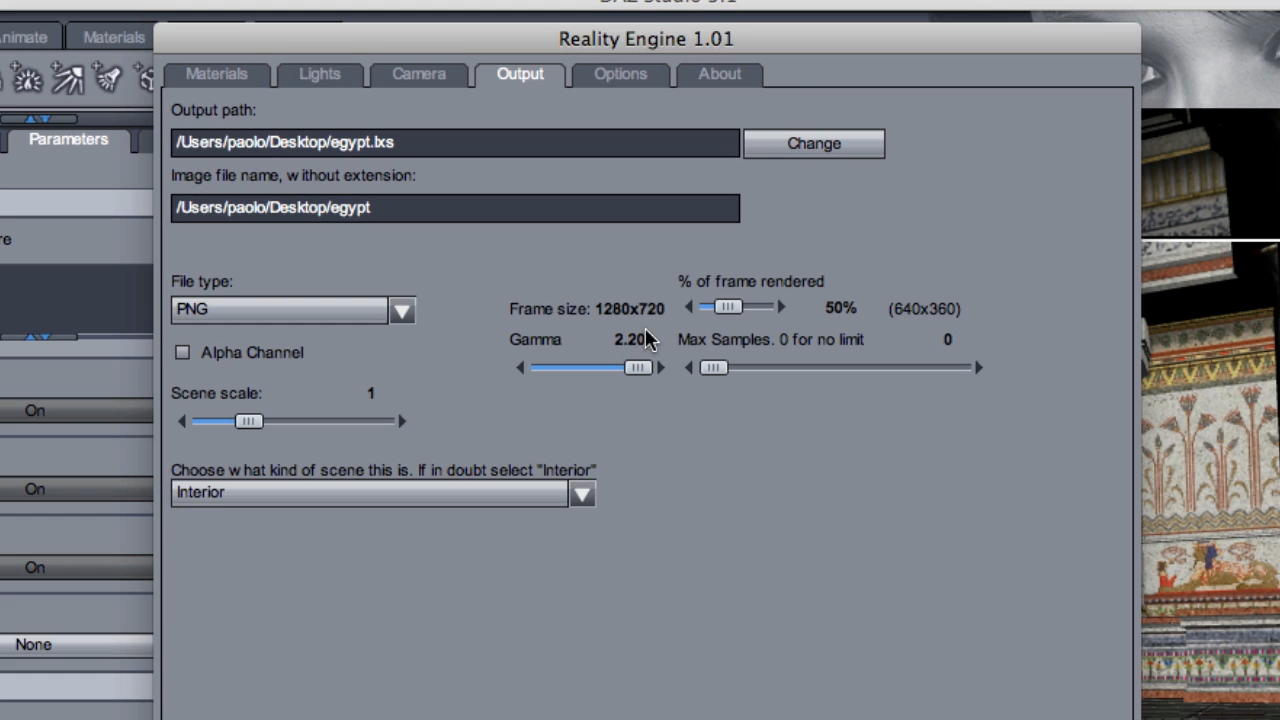 Reality Engine 1.01
Materials
Materials Lights Camera Output Options About
Parameters
Output path:
/Users/paolo/Desktop/egypt.lxs Change
Image file name, without extension:
/Users/paolo/Desktop/egypt
File type:
PNG
% of frame rendered
Frame size: 1280x720 50% (640x360)
Gamma 2.20 Max Samples. 0 for no limit 0
Alpha Channel
Scene scale: 1
Choose what kind of scene this is. If in doubt select "Interior"
Interior
On
On
On
None